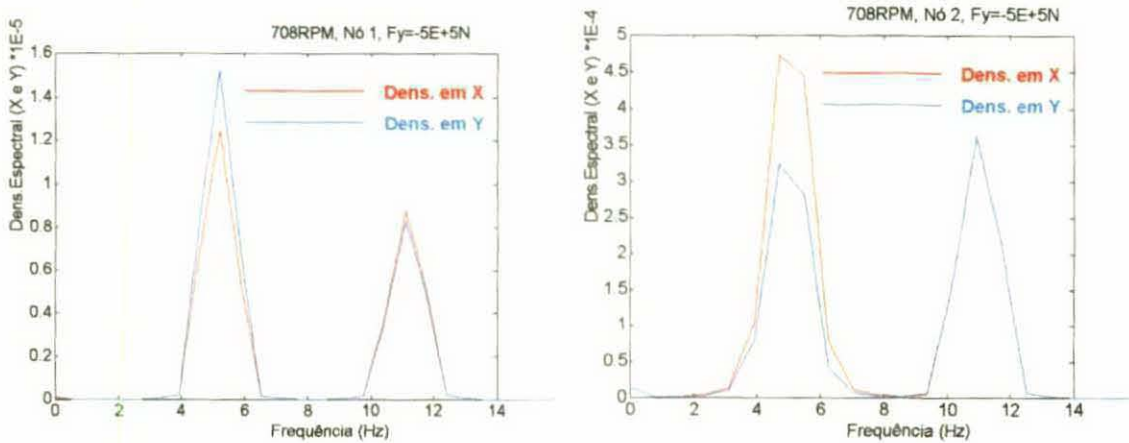 708RPM, Nó 1, Fy=-5E+5N
Dens.Espectral (X e Y) *1E-5
1.6
1.4
1.2
1
0.8
0.6
0.4
0.2
0
Dens. em X
Dens. em Y
0 2 4 6 8 10 12 14
Frequência (Hz)
708RPM, Nó 2, Fy=-5E+5N
Dens.Espectral (X e Y) *1E-4
5
4.5
4
3.5
3
2.5
2
1.5
1
0.5
0
Dens. em X
Dens. em Y
0 2 4 6 8 10 12 14
Frequência (Hz)